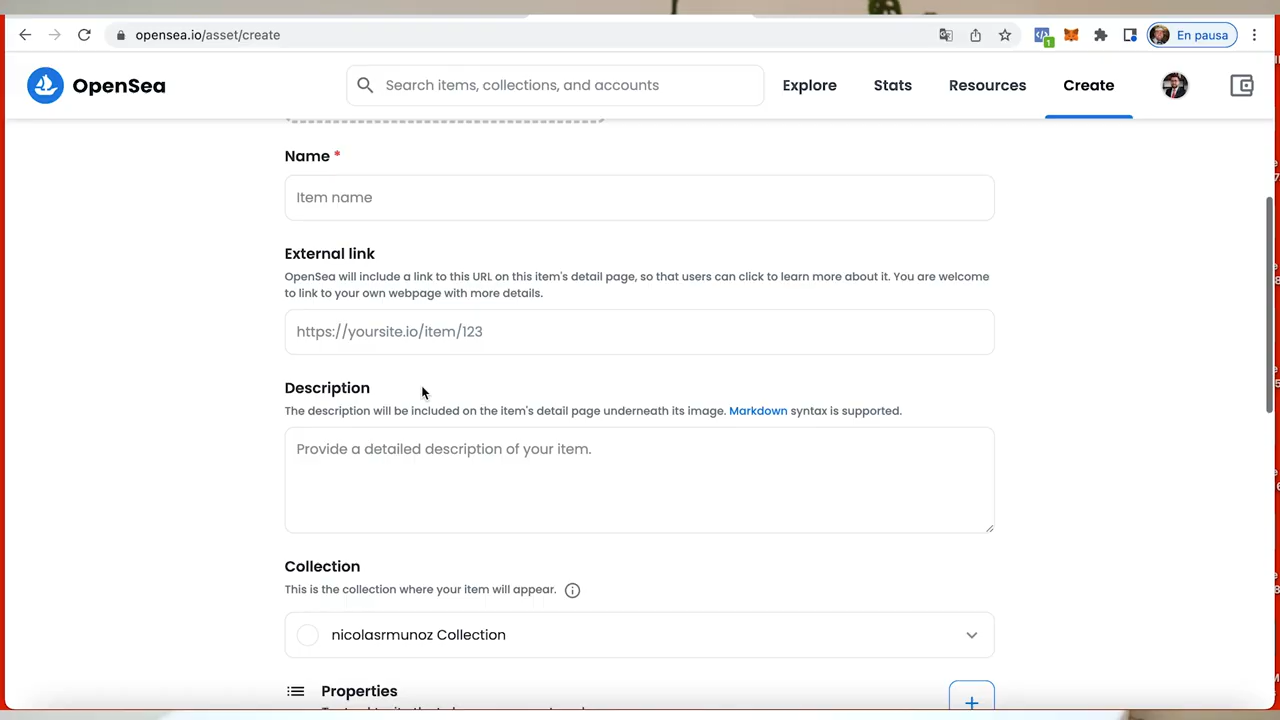 opensea.io/asset/create
1
En pausa
OpenSea
Search items, collections, and accounts
Explore
Stats
Resources
Create
Name *
Item name
External link
OpenSea will include a link to this URL on this item's detail page, so that users can click to learn more about it. You are welcome
to link to your own webpage with more details.
https://yoursite.io/item/123
Description
The description will be included on the item's detail page underneath its image. Markdown syntax is supported.
Provide a detailed description of your item.
Collection
This is the collection where your item will appear.
nicolasrmunoz Collection
Properties